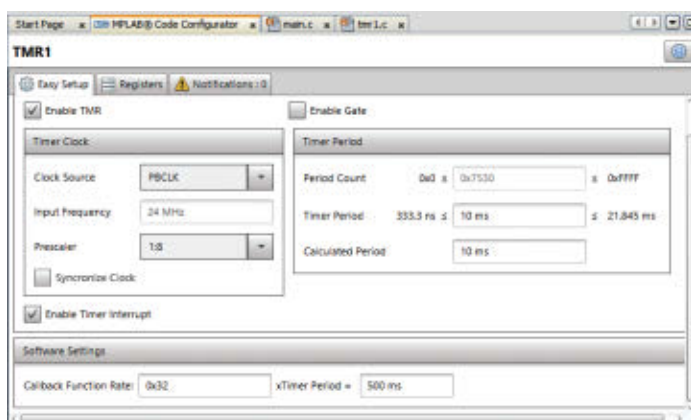 Start Page MPLAB® Code Configurator main.c tmr1.c
TMR1
Easy Setup Registers Notifications : 0
Enable TMR Enable Gate
Timer Clock Timer Period
Clock Source PBCLK Period Count 0x0 ≤ 0x7530 ≤ 0xFFFF
Input Frequency 24 MHz Timer Period 333.3 ns ≤ 10 ms ≤ 21.845 ms
Prescaler 1:8 Calculated Period 10 ms
Syncronize Clock
Enable Timer Interrupt
Software Settings
Callback Function Rate: 0x32 xTimer Period = 500 ms